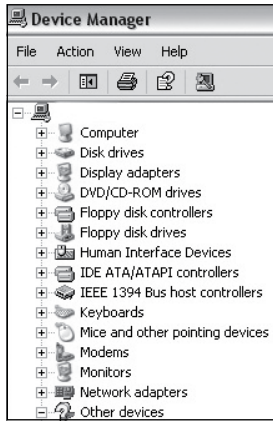 Device Manager
File Action View Help
Computer
Disk drives
Display adapters
DVD/CD-ROM drives
Floppy disk controllers
Floppy disk drives
Human Interface Devices
IDE ATA/ATAPI controllers
IEEE 1394 Bus host controllers
Keyboards
Mice and other pointing devices
Modems
Monitors
Network adapters
Other devices